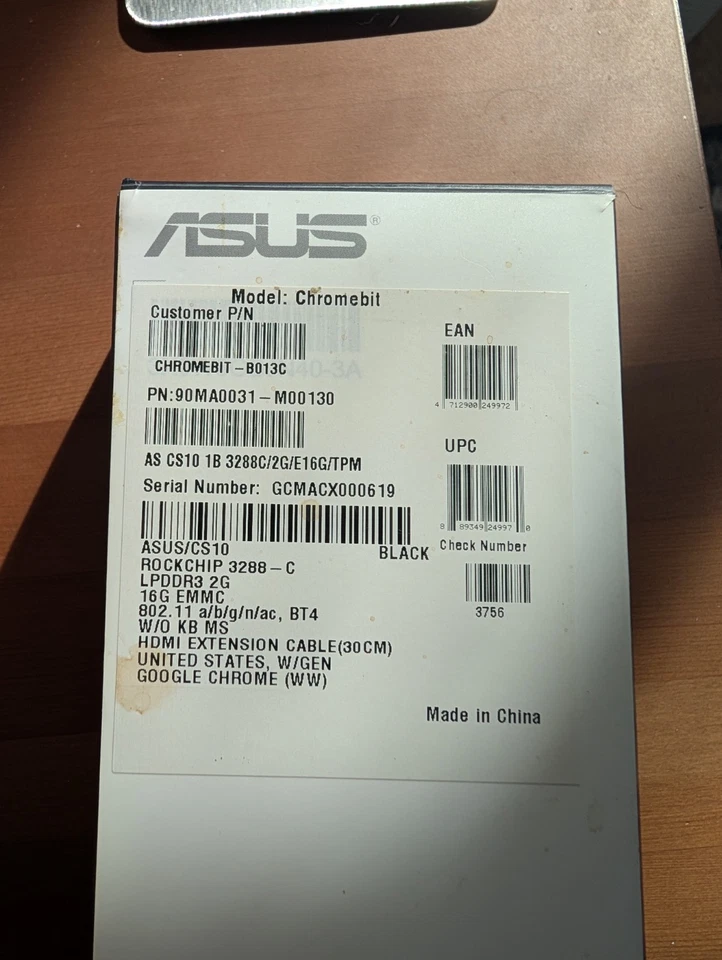 ASUS®
Model: Chromebit
Customer P/N
CHROMEBIT-B013C
PN:90MA0031-M00130
AS CS10 1B 3288C/2G/E16G/TPM
Serial Number: GCMACX000619
ASUS/CS10 BLACK
ROCKCHIP 3288-C
LPDDR3 2G
16G EMMC
802.11 a/b/g/n/ac, BT4
W/O KB MS
HDMI EXTENSION CABLE(30CM)
UNITED STATES, W/GEN
GOOGLE CHROME (WW)
EAN
4 712900 249972
UPC
8 89349 24997 0
Check Number
3756
Made in China